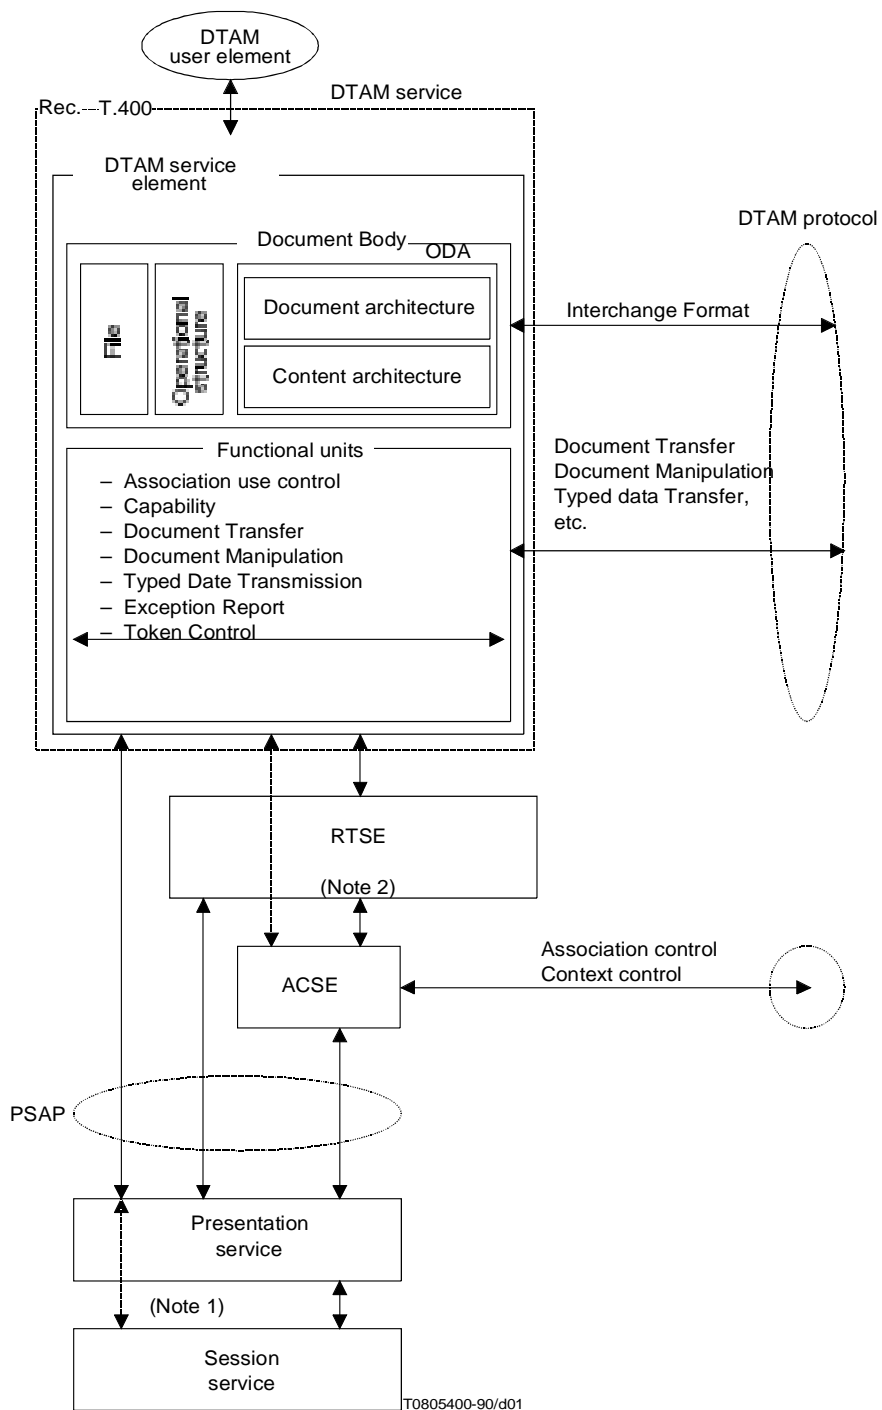 DTAM
user element
DTAM service
Rec. T.400
DTAM service
element
DTAM protocol
Document Body
ODA
File
Operational
structure
Document architecture
Content architecture
Interchange Format
Functional units
– Association use control
– Capability
– Document Transfer
– Document Manipulation
– Typed Date Transmission
– Exception Report
– Token Control
Document Transfer
Document Manipulation
Typed data Transfer,
etc.
RTSE
(Note 2)
ACSE
Association control
Context control
PSAP
Presentation
service
(Note 1)
Session
service
T0805400-90/d01